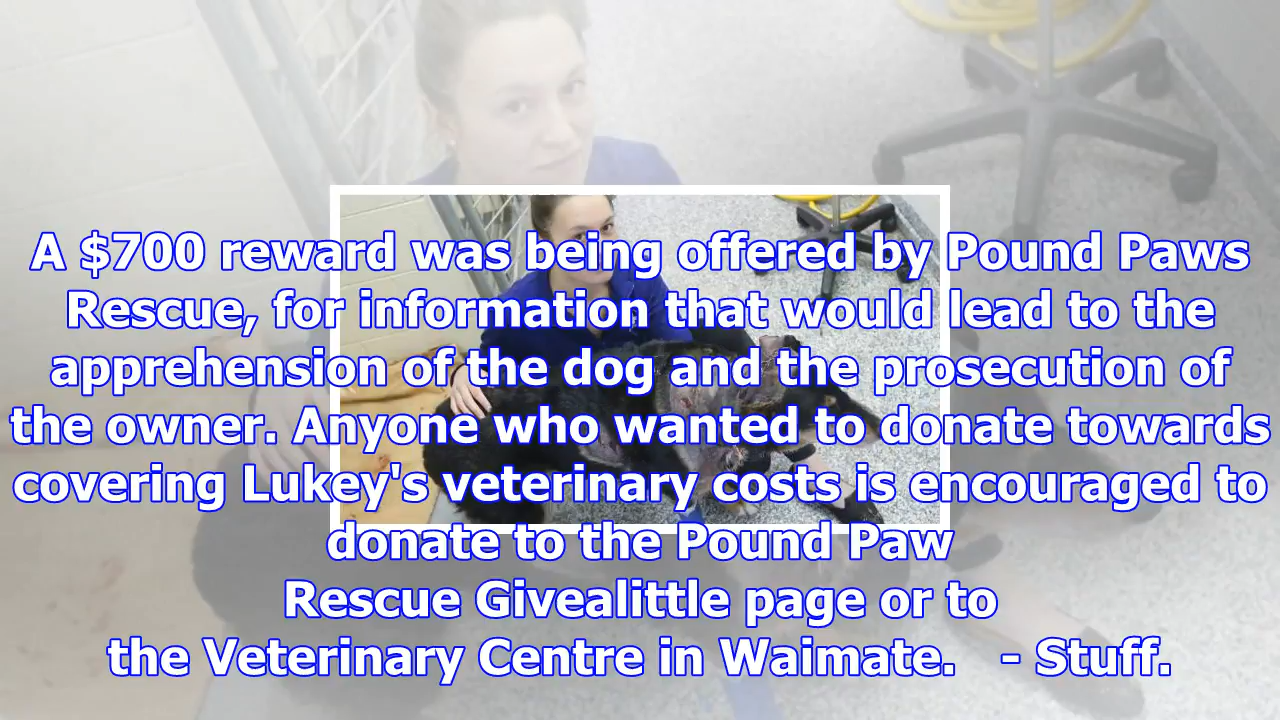 A $700 reward was being offered by Pound Paws
Rescue, for information that would lead to the
apprehension of the dog and the prosecution of
the owner. Anyone who wanted to donate towards
covering Lukey's veterinary costs is encouraged to
donate to the Pound Paw
Rescue Givealittle page or to
the Veterinary Centre in Waimate.   - Stuff.